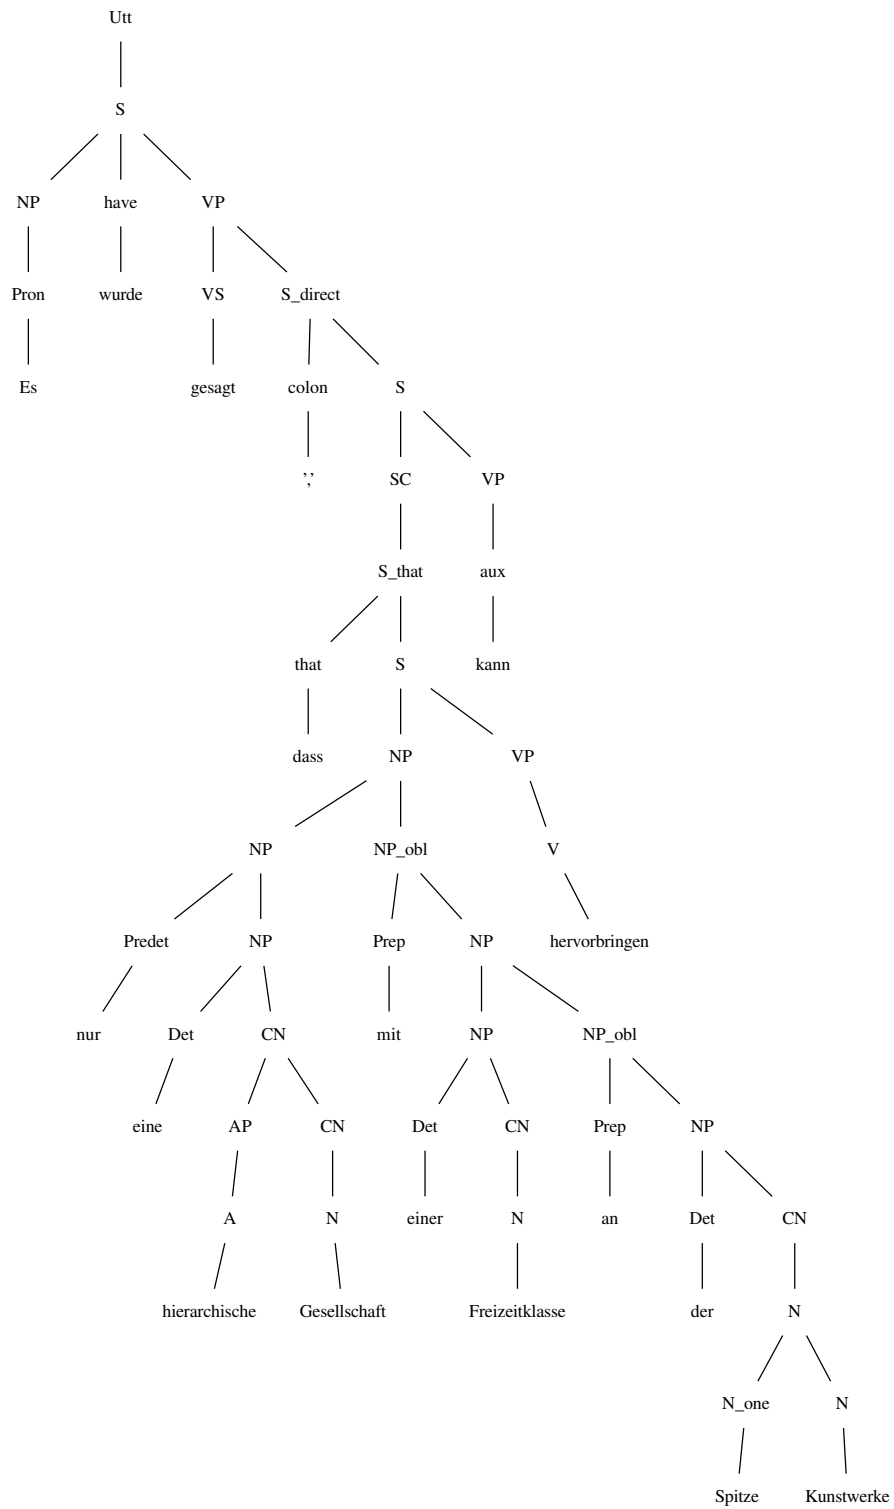 Utt
S
NP have VP
Pron wurde VS S_direct
Es gesagt colon S
’,’ SC VP
S_that aux
that S kann
dass NP VP
NP NP_obl V
Predet NP Prep NP hervorbringen
nur Det CN mit NP NP_obl
eine AP CN Det CN Prep NP
A N einer N an Det CN
hierarchische Gesellschaft Freizeitklasse der N
N_one N
Spitze Kunstwerke